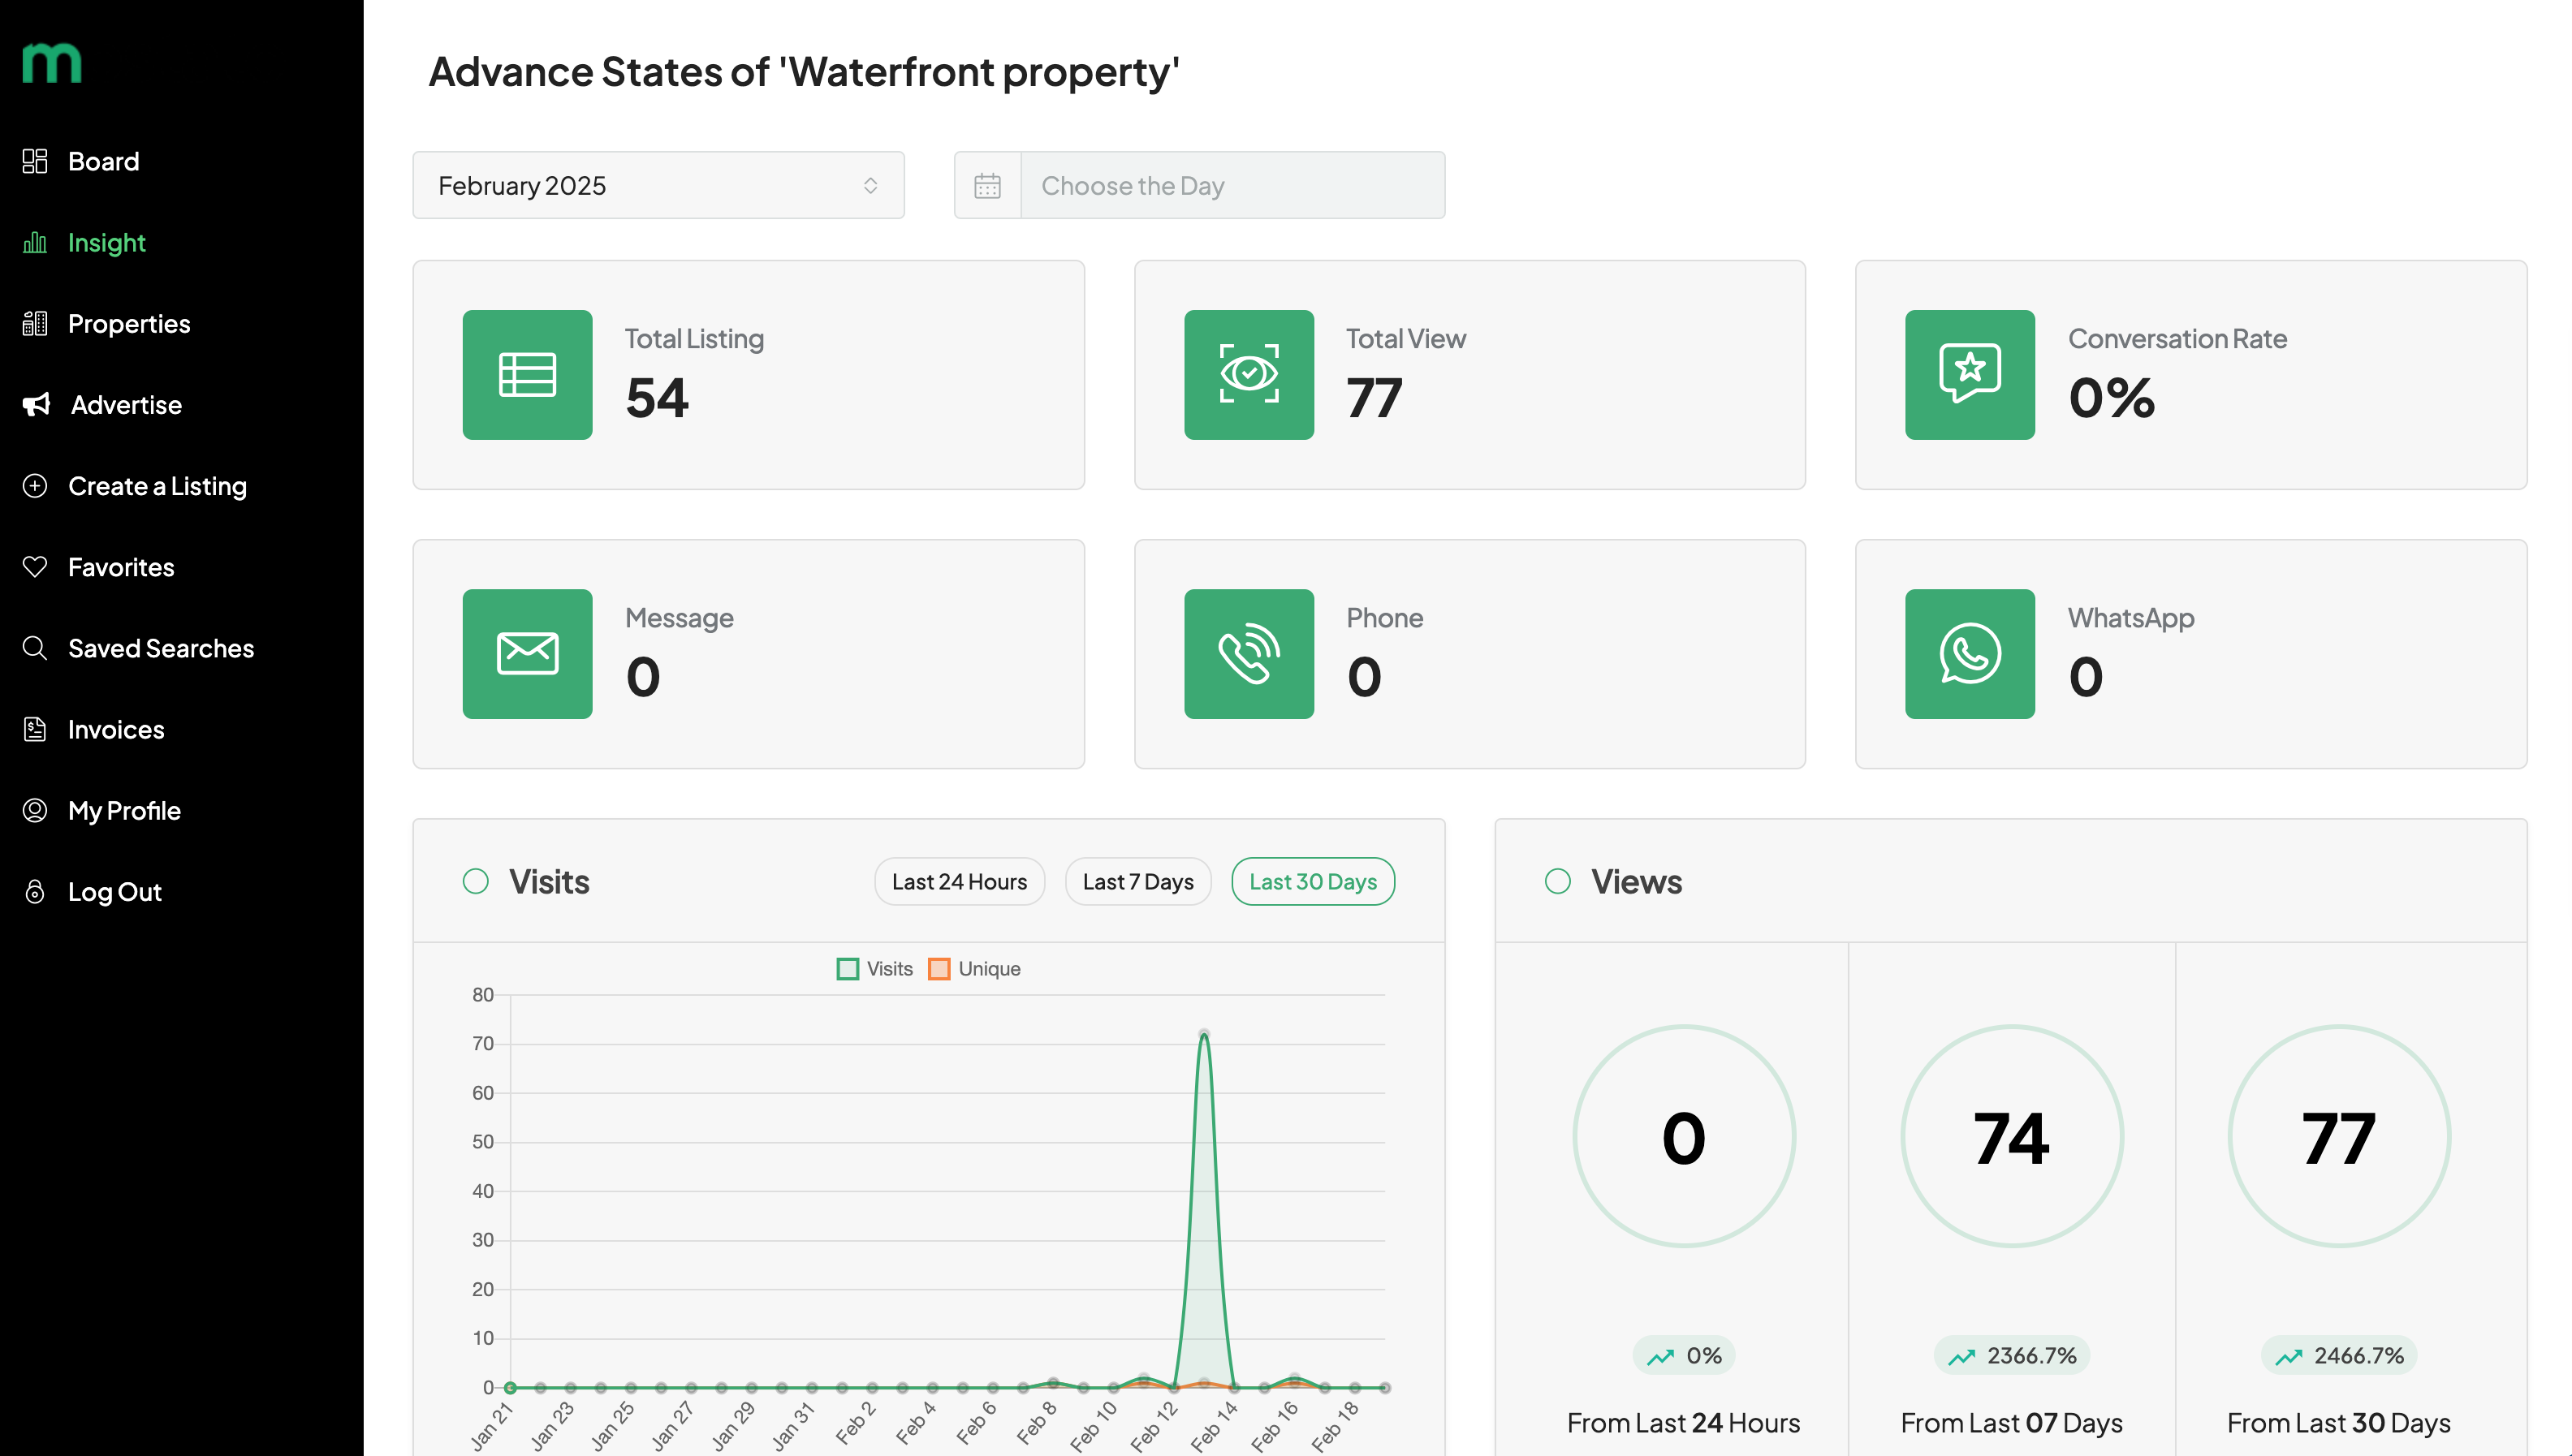 m
Board
Insight
Properties
Advertise
Create a Listing
Favorites
Saved Searches
Invoices
My Profile
Log Out
Advance States of 'Waterfront property'
February 2025
Choose the Day
Total Listing
54
Total View
77
Conversation Rate
0%
Message
0
Phone
0
WhatsApp
0
Visits
Last 24 Hours
Last 7 Days
Last 30 Days
Visits
Unique
80
70
60
50
40
30
20
10
0
Jan 21
Jan 23
Jan 25
Jan 27
Jan 29
Jan 31
Feb 2
Feb 4
Feb 6
Feb 8
Feb 10
Feb 12
Feb 14
Feb 16
Feb 18
Views
0
0%
From Last 24 Hours
74
2366.7%
From Last 07 Days
77
2466.7%
From Last 30 Days